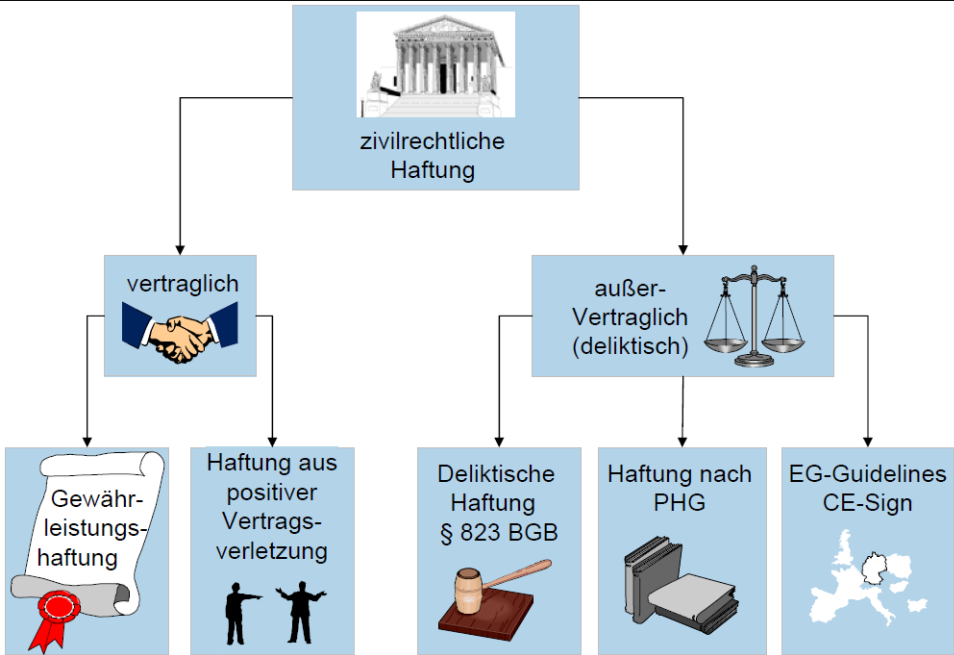 zivilrechtliche
Haftung
vertraglich
außer-
Vertraglich
(deliktisch)
Gewähr-
leistungs-
haftung
Haftung aus
positiver
Vertrags-
verletzung
Deliktische
Haftung
§ 823 BGB
Haftung nach
PHG
EG-Guidelines
CE-Sign